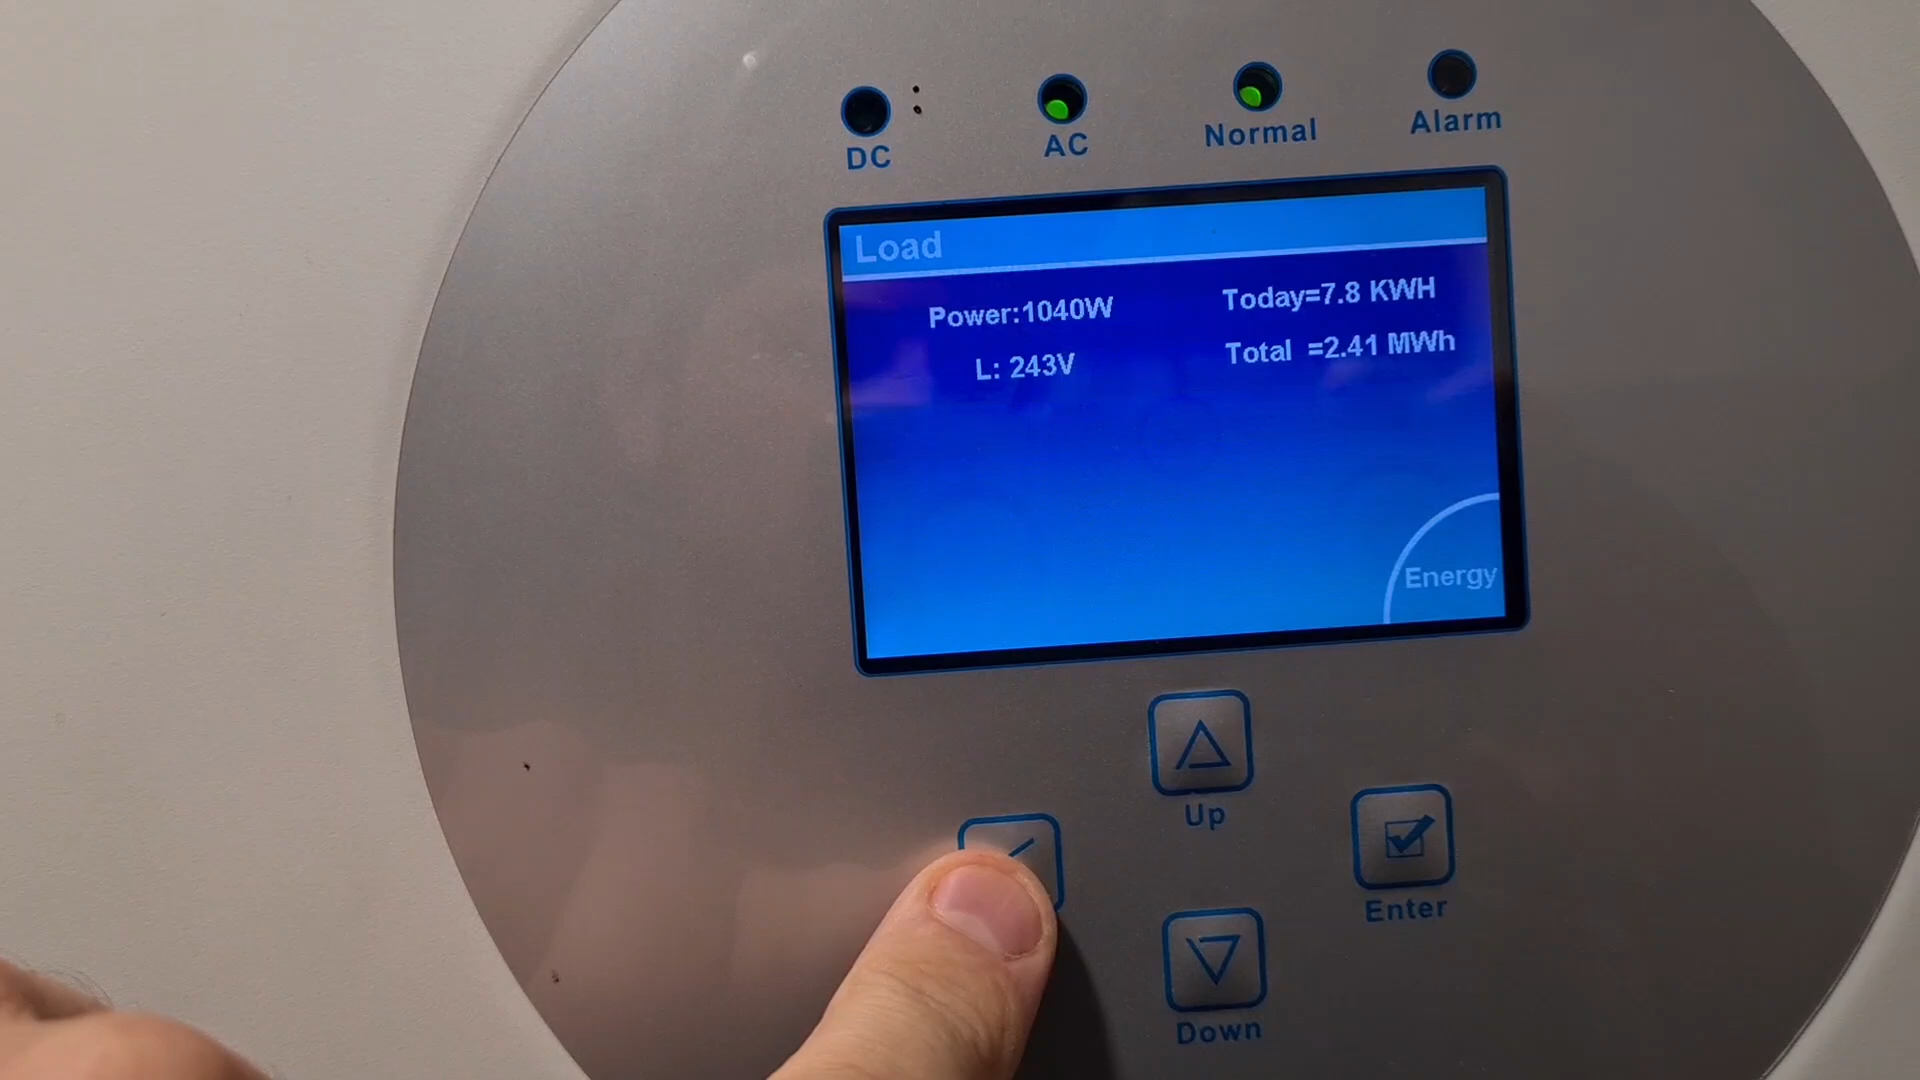 DC
AC
Normal
Alarm
Load
Power:1040W
Today=7.8 KWH
L: 243V
Total =2.41 MWh
Energy
Up
Enter
Down